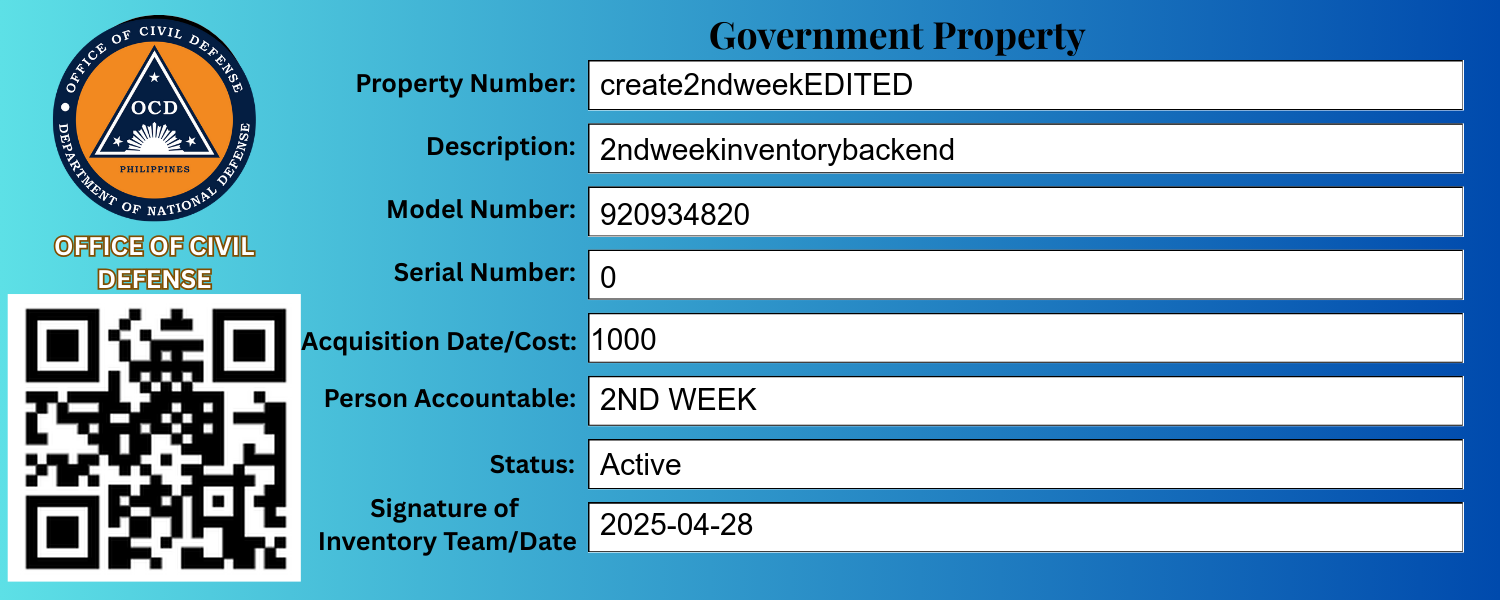 OFFICE OF CIVIL DEFENSE
OCD
PHILIPPINES
DEPARTMENT OF NATIONAL DEFENSE
OFFICE OF CIVIL
DEFENSE
Government Property
Property Number: create2ndweekEDITED
Description: 2ndweekinventorybackend
Model Number: 920934820
Serial Number: 0
Acquisition Date/Cost: 1000
Person Accountable: 2ND WEEK
Status: Active
Signature of
Inventory Team/Date 2025-04-28